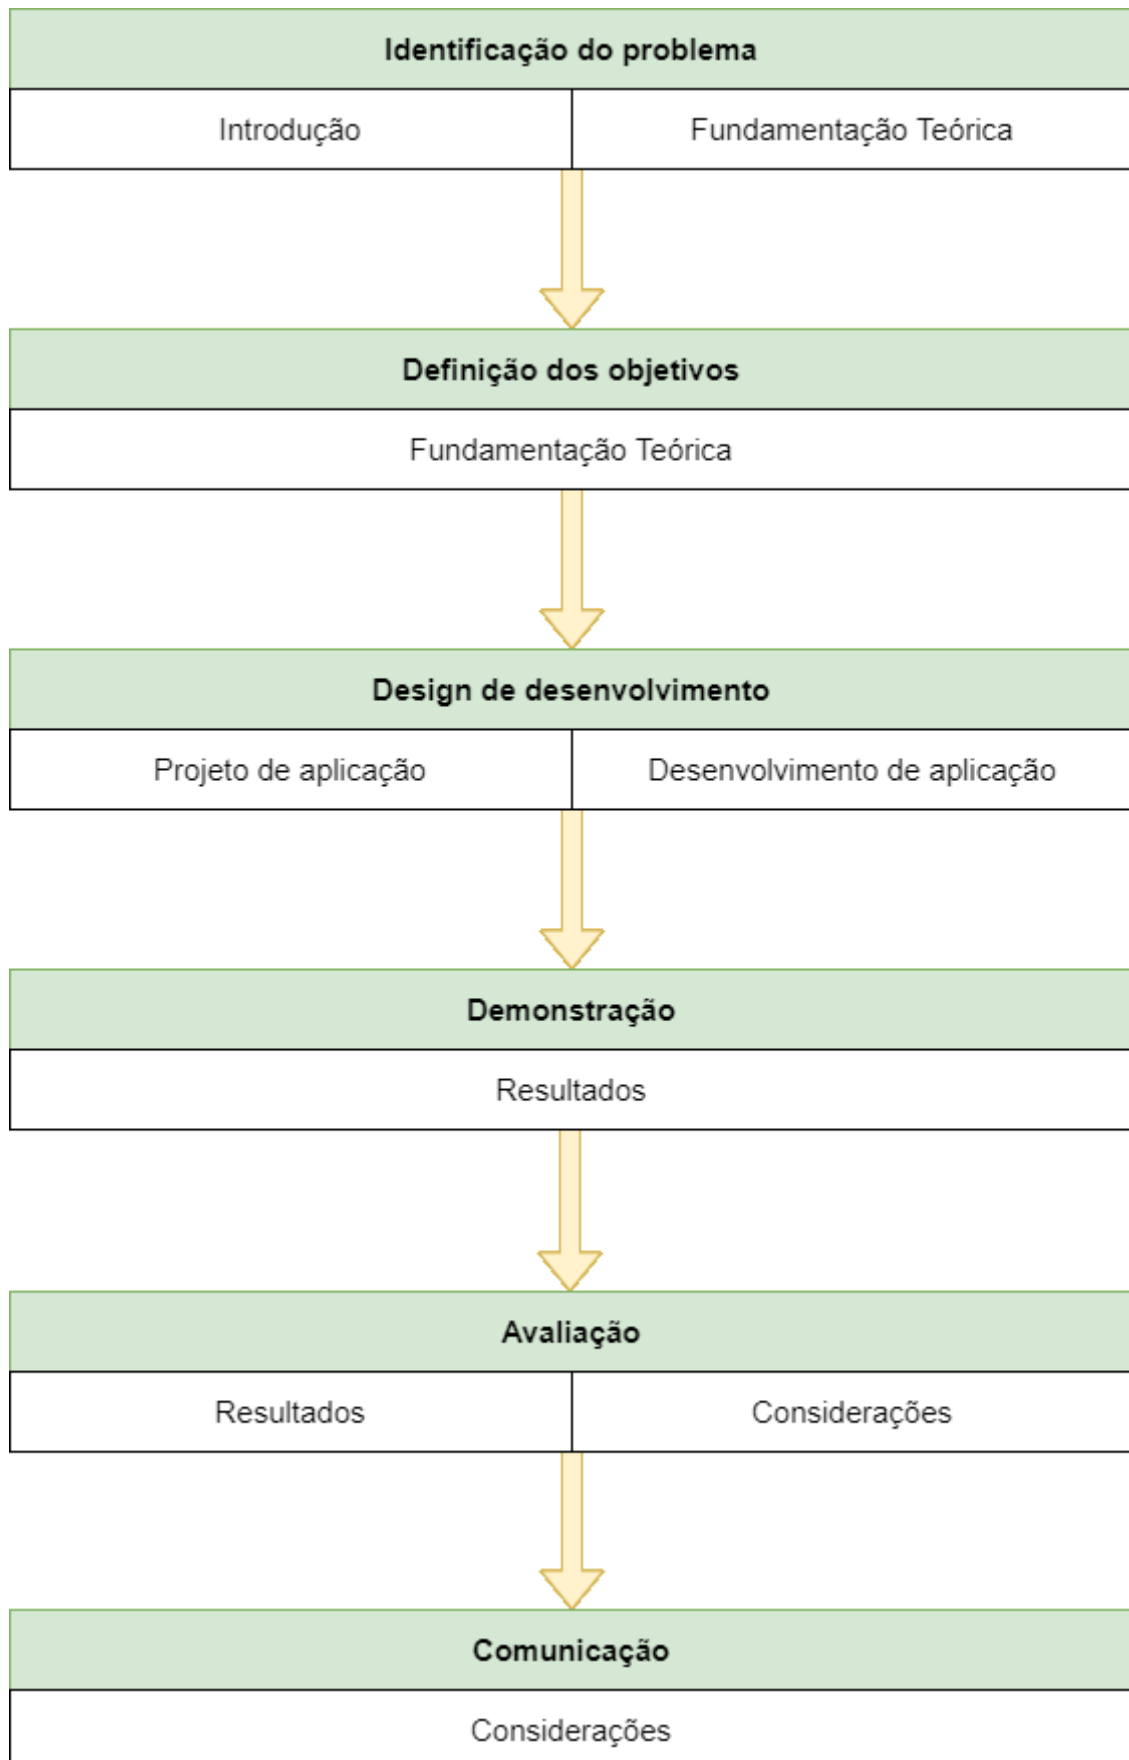 Identificação do problema
Introdução
Fundamentação Teórica
Definição dos objetivos
Fundamentação Teórica
Design de desenvolvimento
Projeto de aplicação
Desenvolvimento de aplicação
Demonstração
Resultados
Avaliação
Resultados
Considerações
Comunicação
Considerações